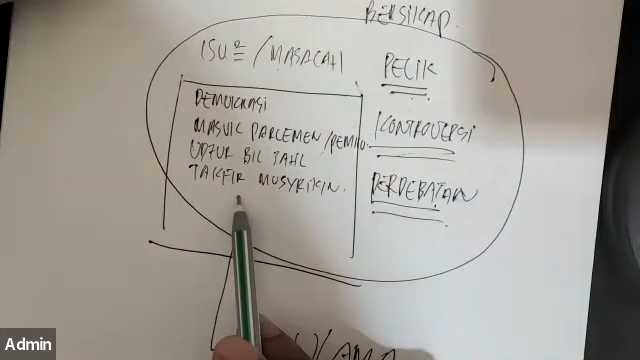 BERSIKAP.
ISU² / MASALAH
PELIK
DEMOKRASI
MASUK PARLEMEN / PEMILU.
KONTROVERSI
UDZUR BIL JAHL
TAKFIR MUSYRIKIN.
PERDEBATAN
Admin